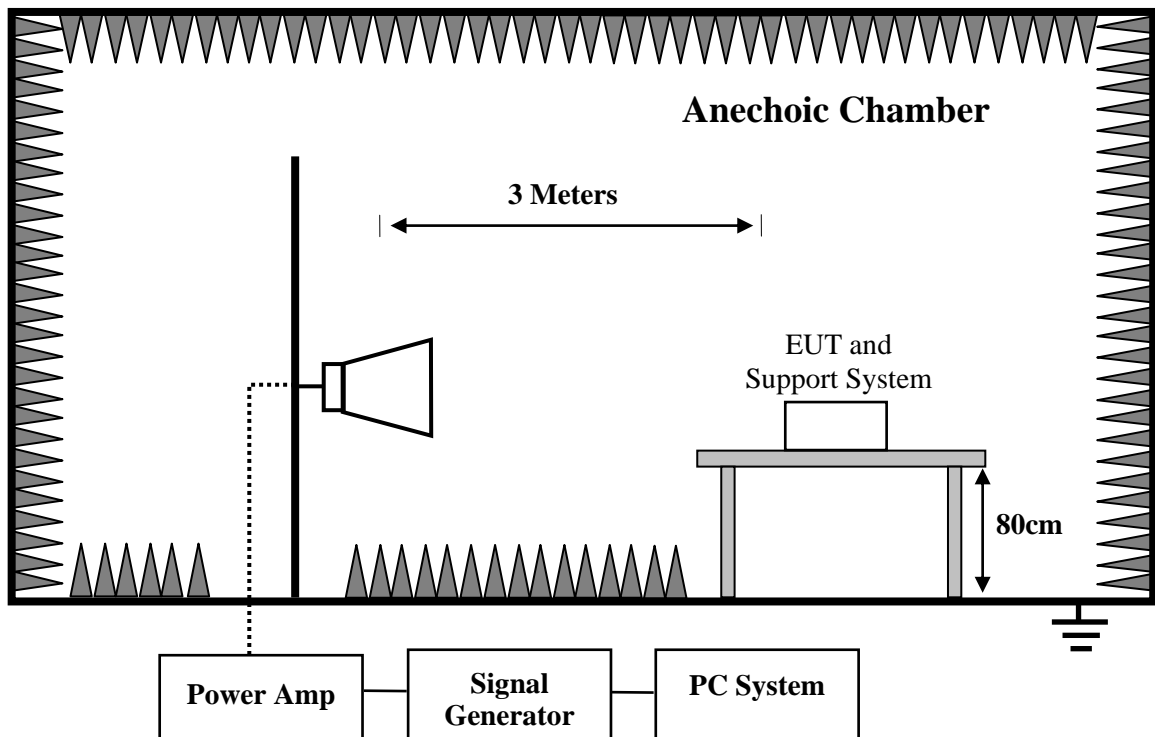 Anechoic Chamber
3 Meters
EUT and
Support System
80cm
Power Amp
Signal
Generator
PC System